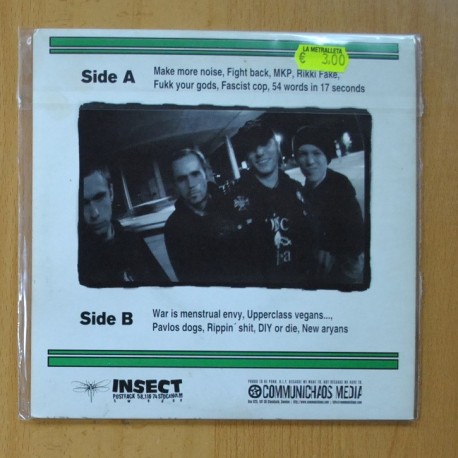 LA METRALLETA
€ 3,00
Side A
Make more noise, Fight back, MKP, Rikki Fake,
Fukk your gods, Fascist cop, 54 words in 17 seconds
Side B
War is menstrual envy, Upperclass vegans...,
Pavlos dogs, Rippin´ shit, DIY or die, New aryans
INSECT
SWEDEN
COMMUNICHAOS MEDIA